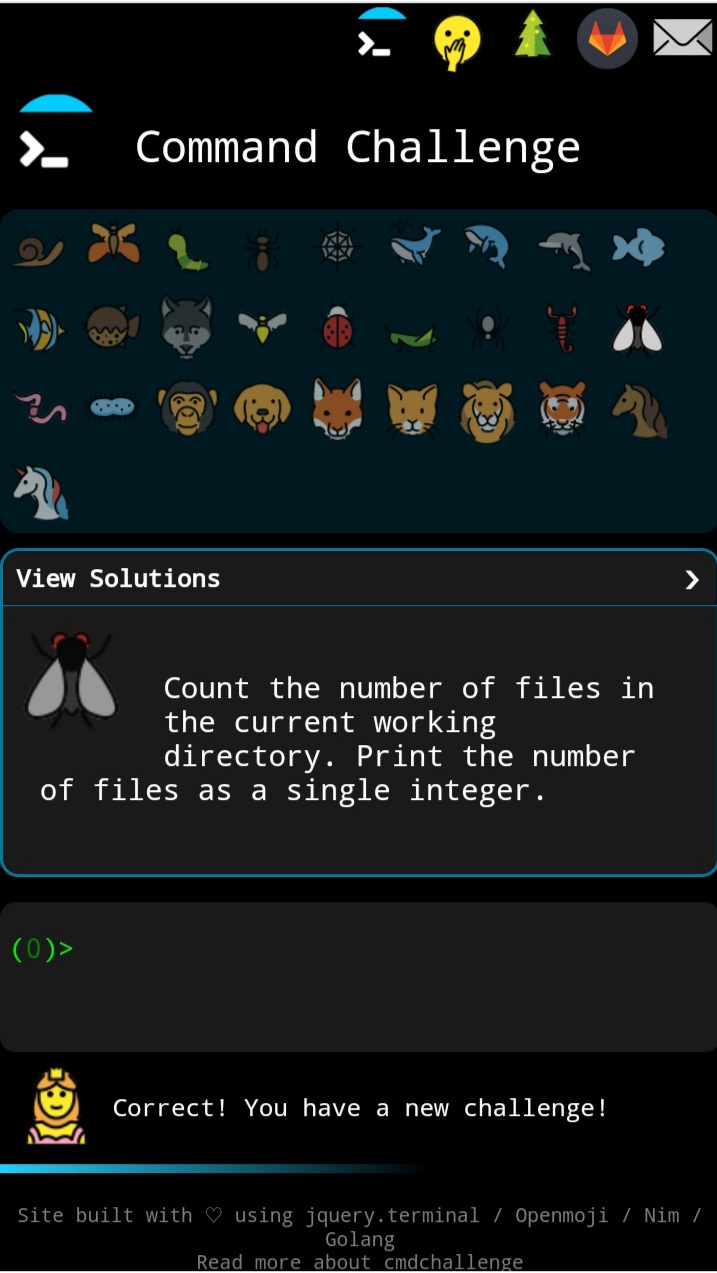 Command Challenge
View Solutions ❯
Count the number of files in
the current working
directory. Print the number
of files as a single integer.
(0)>
Correct! You have a new challenge!
Site built with ♡ using jquery.terminal / Openmoji / Nim /
Golang
Read more about cmdchallenge